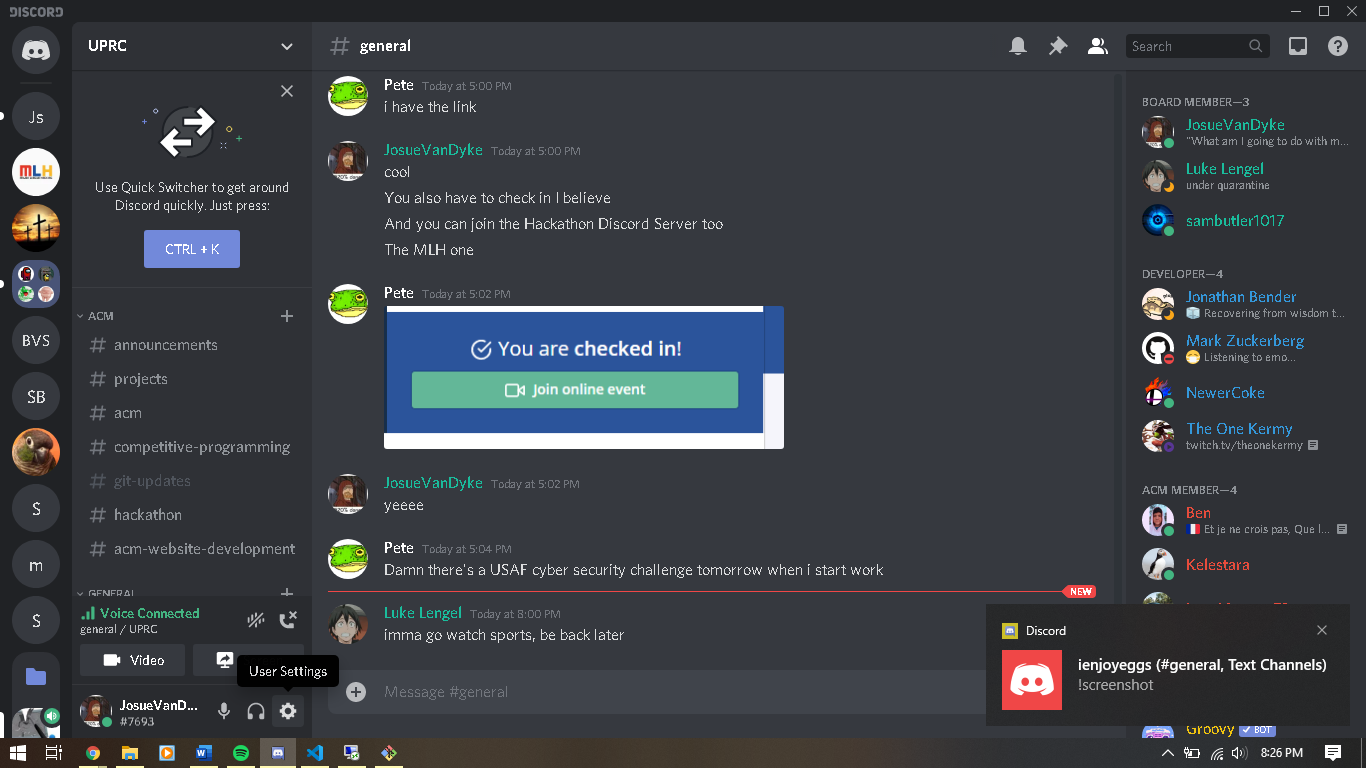 DISCORD
UPRC
general
Search
Use Quick Switcher to get around
Discord quickly. Just press:
CTRL + K
ACM
announcements
projects
acm
competitive-programming
git-updates
hackathon
acm-website-development
GENERAL
Voice Connected
general / UPRC
Video
User Settings
JosueVanD...
#7693
Js
MLH
BVS
SB
S
m
S
Pete Today at 5:00 PM
i have the link
JosueVanDyke Today at 5:00 PM
cool
You also have to check in I believe
And you can join the Hackathon Discord Server too
The MLH one
Pete Today at 5:02 PM
You are checked in!
Join online event
JosueVanDyke Today at 5:02 PM
yeeee
Pete Today at 5:04 PM
Damn there's a USAF cyber security challenge tomorrow when i start work
NEW
Luke Lengel Today at 8:00 PM
imma go watch sports, be back later
Message #general
BOARD MEMBER—3
JosueVanDyke
"What am I going to do with m...
Luke Lengel
under quarantine
sambutler1017
DEVELOPER—4
Jonathan Bender
Recovering from wisdom t...
Mark Zuckerberg
Listening to emo...
NewerCoke
The One Kermy
twitch.tv/theonekermy
ACM MEMBER—4
Ben
Et je ne crois pas, Que l...
Kelestara
Discord
ienjoyeggs (#general, Text Channels)
!screenshot
Groovy BOT
8:26 PM